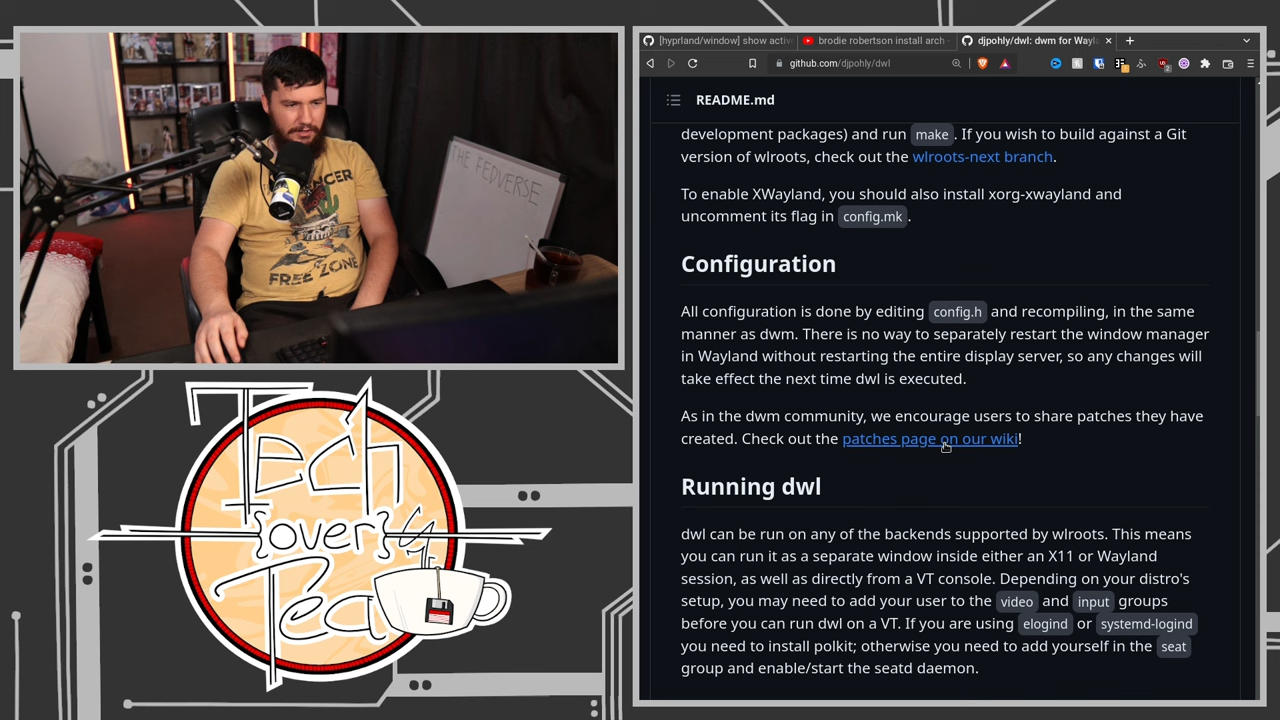 THE FEDVERSE
SPENCER
FREE ZONE
Tech
{over}
Tea
[hyprland/window] show activ
brodie robertson install arch -
djpohly/dwl: dwm for Wayla
github.com/djpohly/dwl
README.md
development packages) and run make. If you wish to build against a Git
version of wlroots, check out the wlroots-next branch.
To enable XWayland, you should also install xorg-xwayland and
uncomment its flag in config.mk.
Configuration
All configuration is done by editing config.h and recompiling, in the same
manner as dwm. There is no way to separately restart the window manager
in Wayland without restarting the entire display server, so any changes will
take effect the next time dwl is executed.
As in the dwm community, we encourage users to share patches they have
created. Check out the patches page on our wiki!
Running dwl
dwl can be run on any of the backends supported by wlroots. This means
you can run it as a separate window inside either an X11 or Wayland
session, as well as directly from a VT console. Depending on your distro's
setup, you may need to add your user to the video and input groups
before you can run dwl on a VT. If you are using elogind or systemd-logind
you need to install polkit; otherwise you need to add yourself in the seat
group and enable/start the seatd daemon.